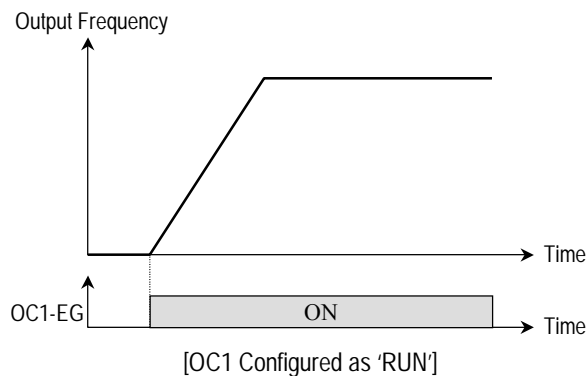 Output Frequency
Time
OC1-EG
ON
Time
[OC1 Configured as 'RUN']